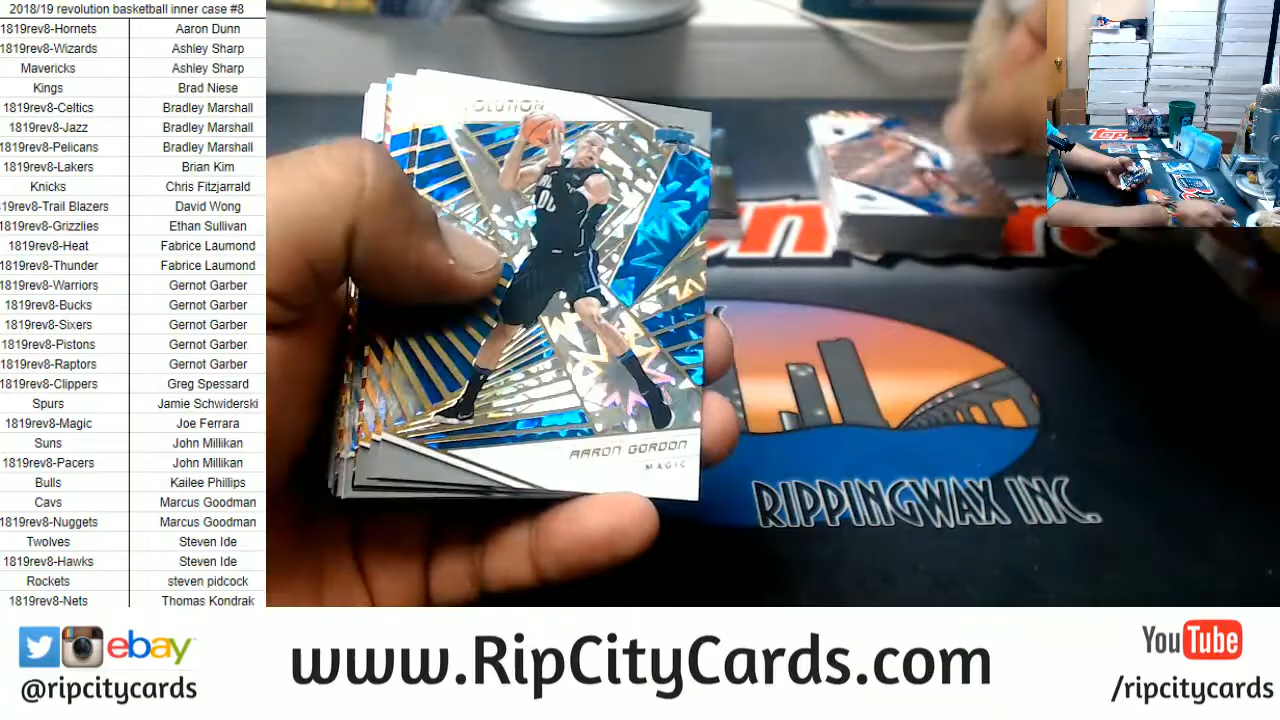 2018/19 revolution basketball inner case #8
1819rev8-Hornets Aaron Dunn
1819rev8-Wizards Ashley Sharp
Mavericks Ashley Sharp
Kings Brad Niese
1819rev8-Celtics Bradley Marshall
1819rev8-Jazz Bradley Marshall
1819rev8-Pelicans Bradley Marshall
1819rev8-Lakers Brian Kim
Knicks Chris Fitzjarrald
1819rev8-Trail Blazers David Wong
1819rev8-Grizzlies Ethan Sullivan
1819rev8-Heat Fabrice Laumond
1819rev8-Thunder Fabrice Laumond
1819rev8-Warriors Gernot Garber
1819rev8-Bucks Gernot Garber
1819rev8-Sixers Gernot Garber
1819rev8-Pistons Gernot Garber
1819rev8-Raptors Gernot Garber
1819rev8-Clippers Greg Spessard
Spurs Jamie Schwiderski
1819rev8-Magic Joe Ferrara
Suns John Millikan
1819rev8-Pacers John Millikan
Bulls Kailee Phillips
Cavs Marcus Goodman
1819rev8-Nuggets Marcus Goodman
Twolves Steven Ide
1819rev8-Hawks Steven Ide
Rockets steven pidcock
1819rev8-Nets Thomas Kondrak
OLUTION
AARON GORDON
MAGIC
Topps
RIPPINGWAX INC.
ebay
@ripcitycards
www.RipCityCards.com
YouTube
/ripcitycards